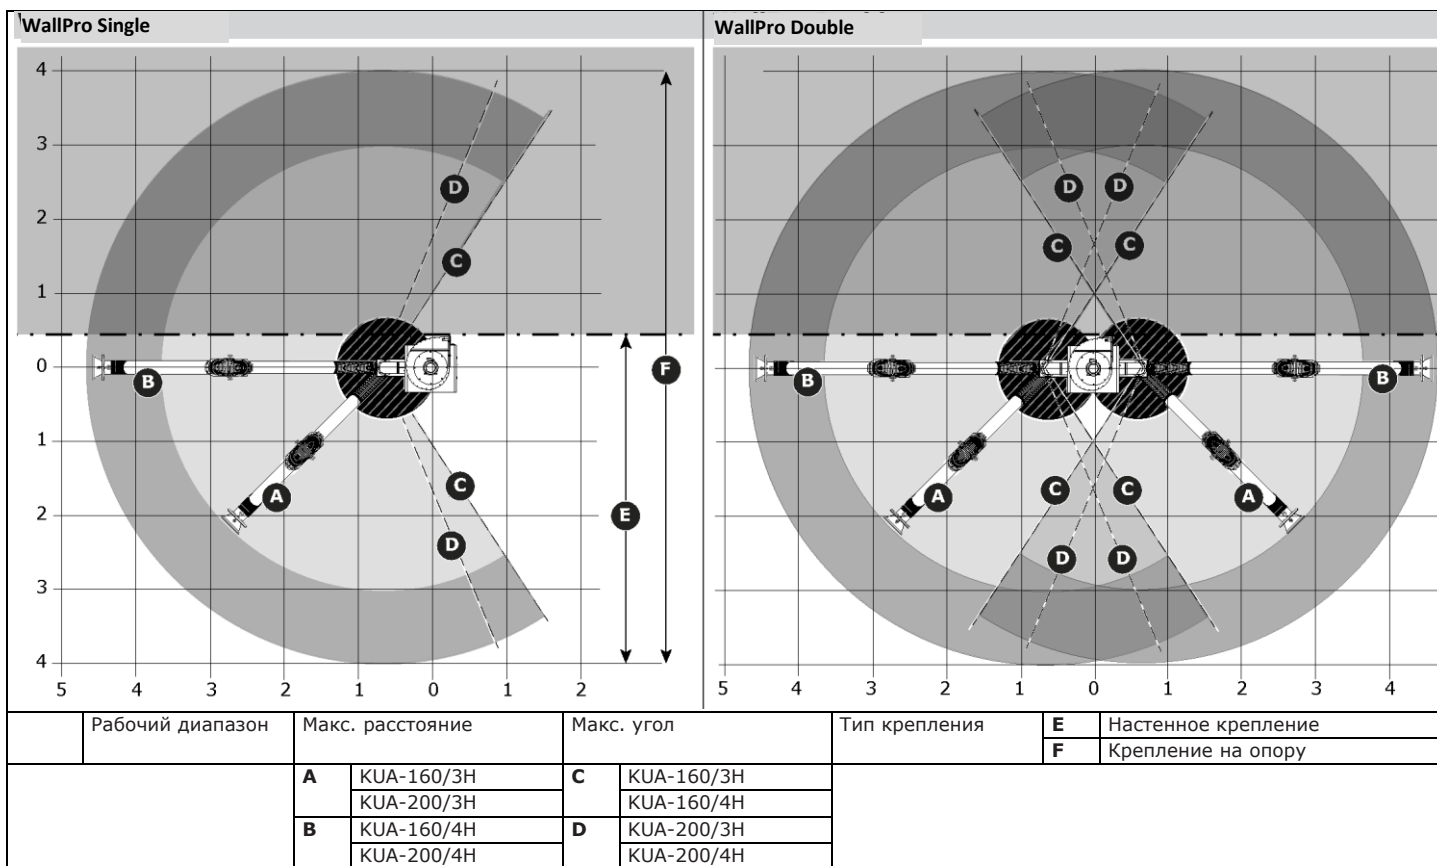 WallPro Single
WallPro Double
4
3
2
1
0
1
2
3
4
5 4 3 2 1 0 1 2
D
C
B
A
C
D
E
F
D D
C C
B B
A A
C C
D D
5 4 3 2 1 0 1 2 3 4
Рабочий диапазон Макс. расстояние Макс. угол Тип крепления E Настенное крепление
F Крепление на опору
A KUA-160/3H C KUA-160/3H
KUA-200/3H KUA-160/4H
B KUA-160/4H D KUA-200/3H
KUA-200/4H KUA-200/4H